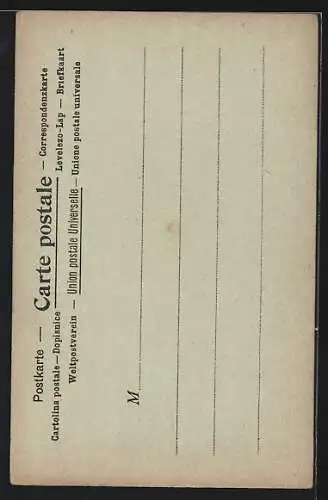 Postkarte — Carte postale — Correspondenzkarte
Cartolina postale — Dopisnice Levelezo-Lap — Briefkaart
Weltpostverein — Union postale Universelle — Unione postale universale
M